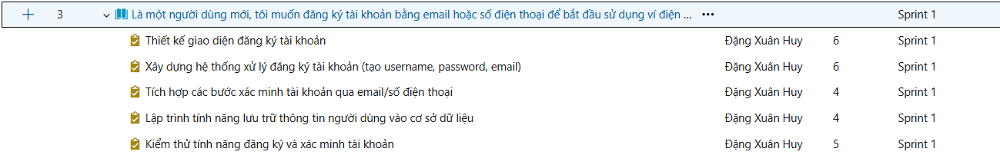 3 Là một người dùng mới, tôi muốn đăng ký tài khoản bằng email hoặc số điện thoại để bắt đầu sử dụng ví điện ... ••• Sprint 1
Thiết kế giao diện đăng ký tài khoản Đặng Xuân Huy 6 Sprint 1
Xây dựng hệ thống xử lý đăng ký tài khoản (tạo username, password, email) Đặng Xuân Huy 6 Sprint 1
Tích hợp các bước xác minh tài khoản qua email/số điện thoại Đặng Xuân Huy 4 Sprint 1
Lập trình tính năng lưu trữ thông tin người dùng vào cơ sở dữ liệu Đặng Xuân Huy 4 Sprint 1
Kiểm thử tính năng đăng ký và xác minh tài khoản Đặng Xuân Huy 5 Sprint 1